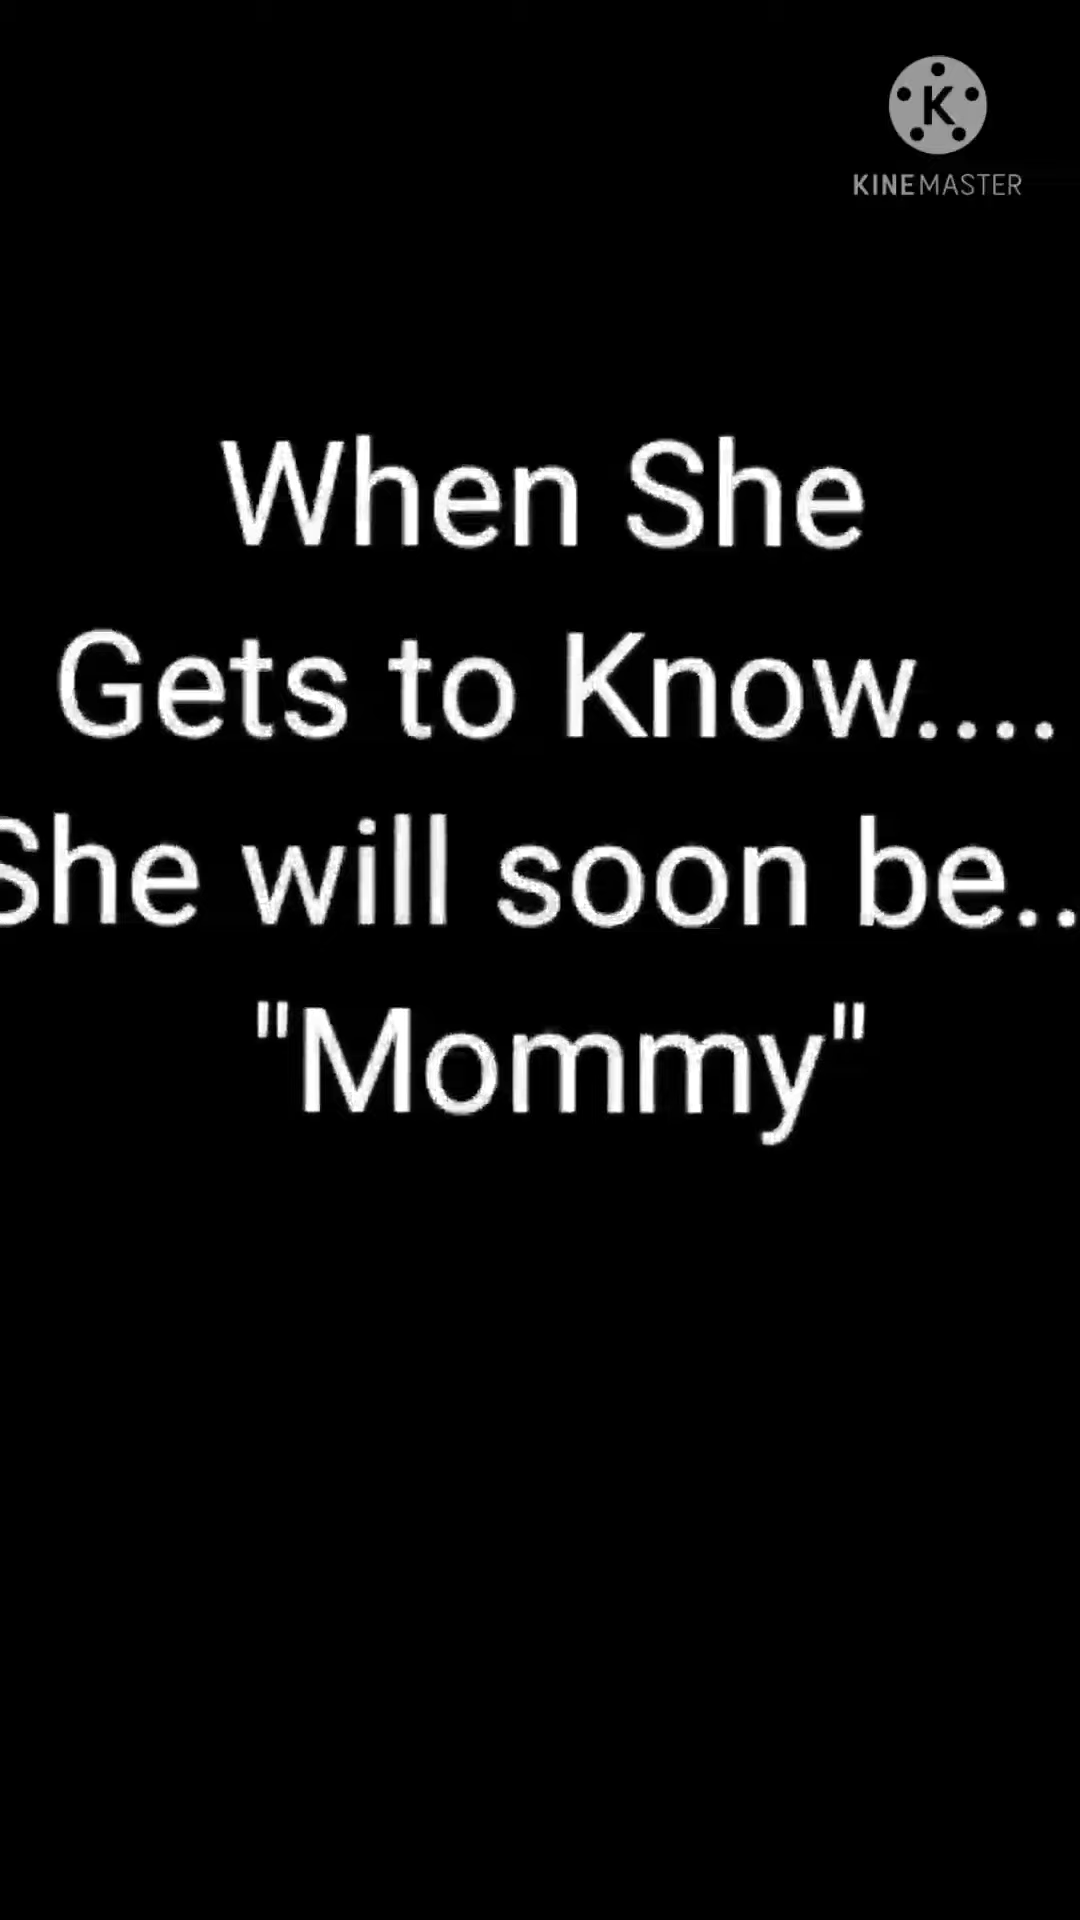 K
KINEMASTER
When She
Gets to Know....
She will soon be..
"Mommy"